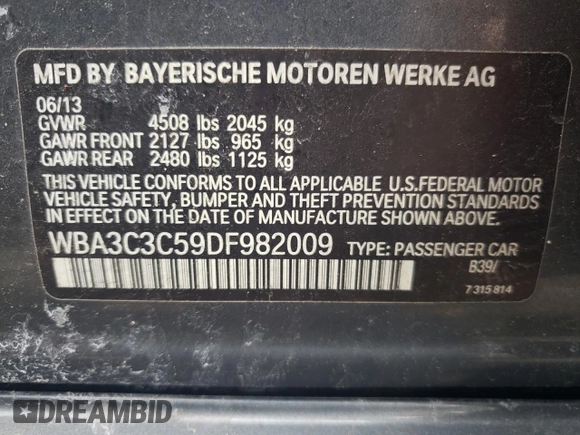 MFD BY BAYERISCHE MOTOREN WERKE AG
06/13
GVWR 4508 lbs 2045 kg
GAWR FRONT 2127 lbs 965 kg
GAWR REAR 2480 lbs 1125 kg
THIS VEHICLE CONFORMS TO ALL APPLICABLE U.S.FEDERAL MOTOR
VEHICLE SAFETY, BUMPER AND THEFT PREVENTION STANDARDS
IN EFFECT ON THE DATE OF MANUFACTURE SHOWN ABOVE.
WBA3C3C59DF982009 TYPE: PASSENGER CAR
B39/
7 315 814
DREAMBID